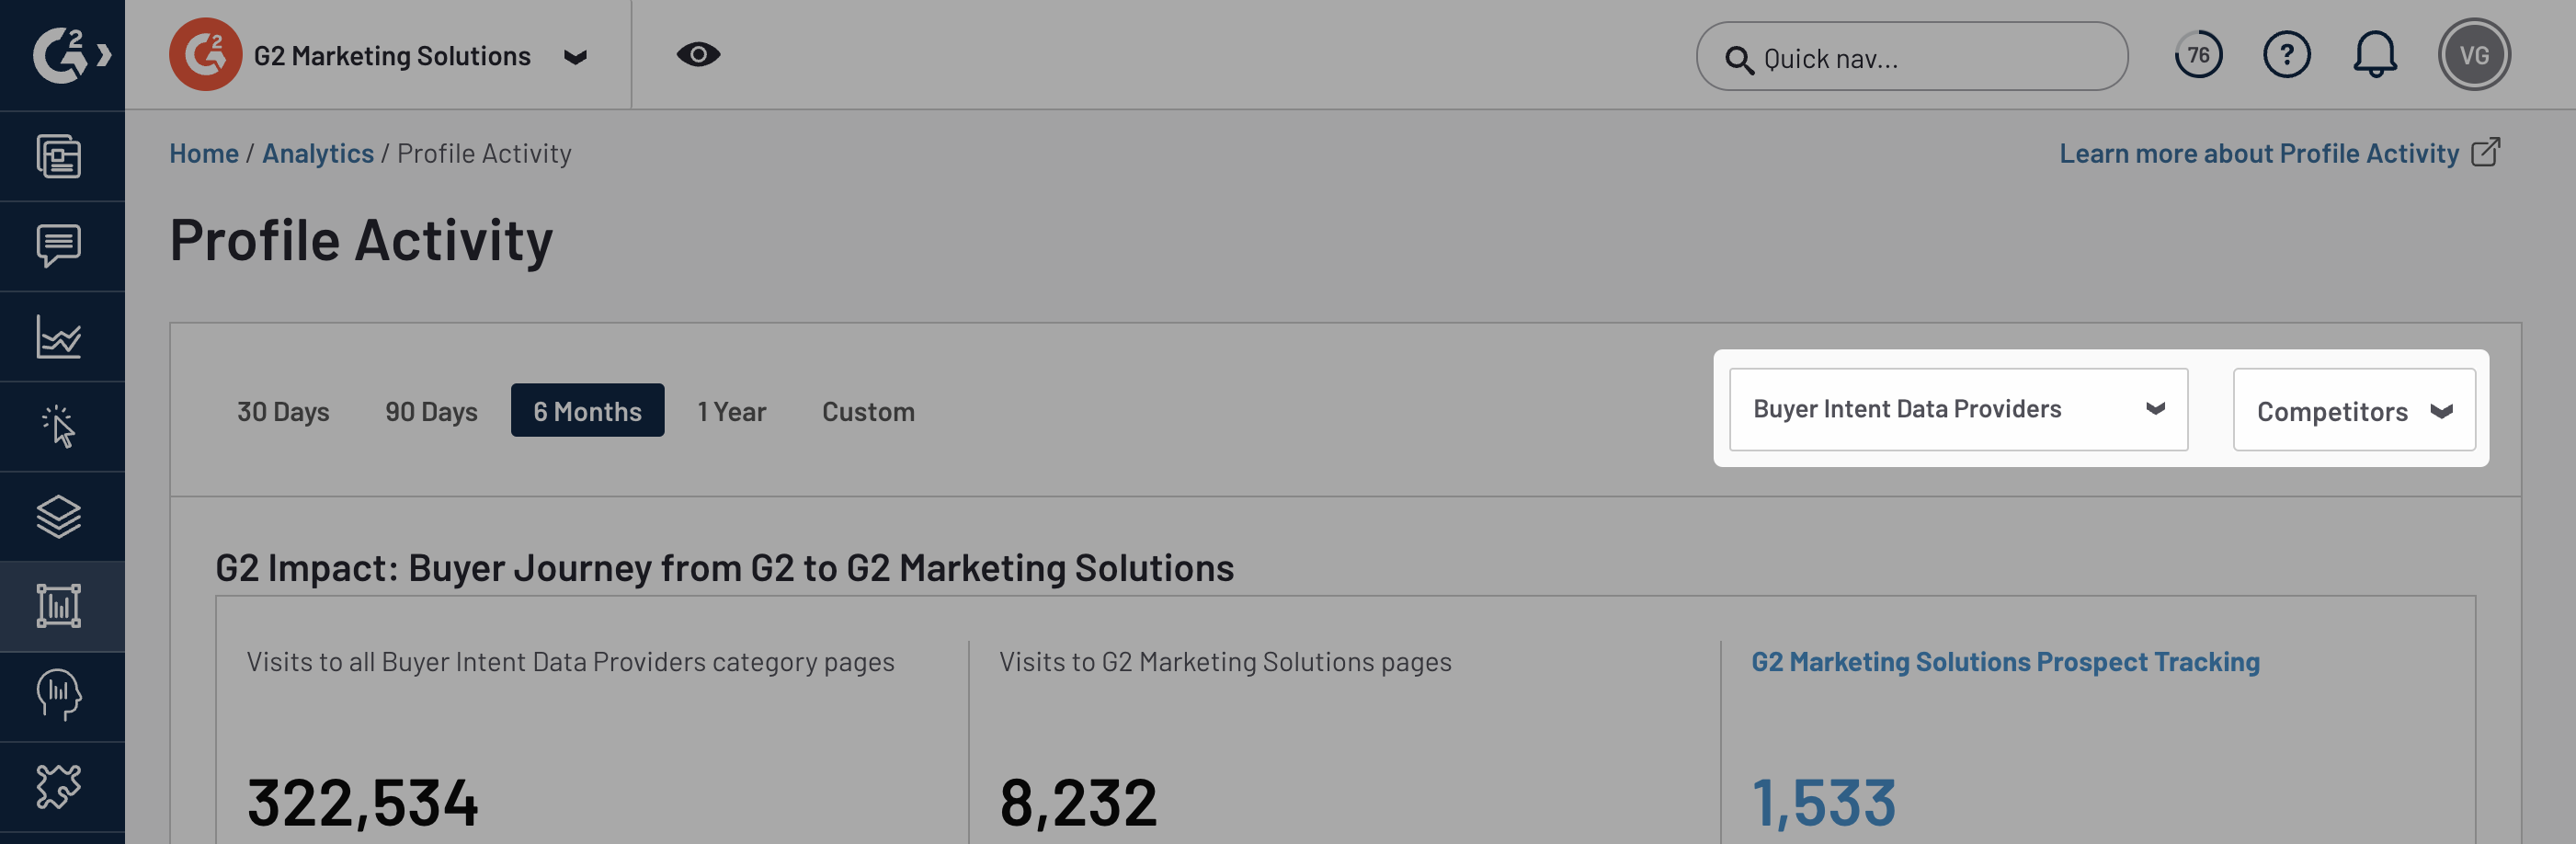 G2
G2 G2 Marketing Solutions
Quick nav...
76
?
VG
Home / Analytics / Profile Activity
Learn more about Profile Activity
Profile Activity
30 Days 90 Days 6 Months 1 Year Custom
Buyer Intent Data Providers
Competitors
G2 Impact: Buyer Journey from G2 to G2 Marketing Solutions
Visits to all Buyer Intent Data Providers category pages
322,534
Visits to G2 Marketing Solutions pages
8,232
G2 Marketing Solutions Prospect Tracking
1,533